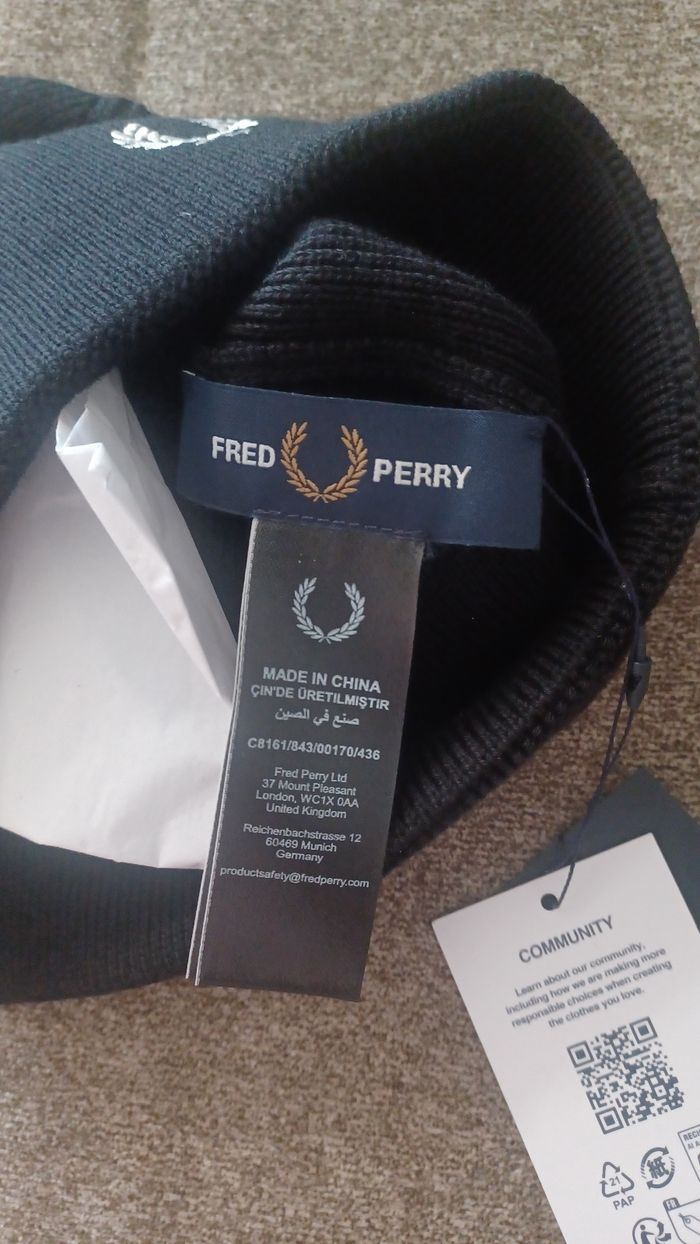 FRED PERRY
MADE IN CHINA
ÇIN'DE ÜRETILMIŞTIR
صنع في الصين
C8161/843/00170/436
Fred Perry Ltd
37 Mount Pleasant
London, WC1X 0AA
United Kingdom
Reichenbachstrasse 12
60469 Munich
Germany
productsafety@fredperry.com
COMMUNITY
Learn about our community,
including how we are making more
responsible choices when creating
the clothes you love.
21
PAP
紙
FR